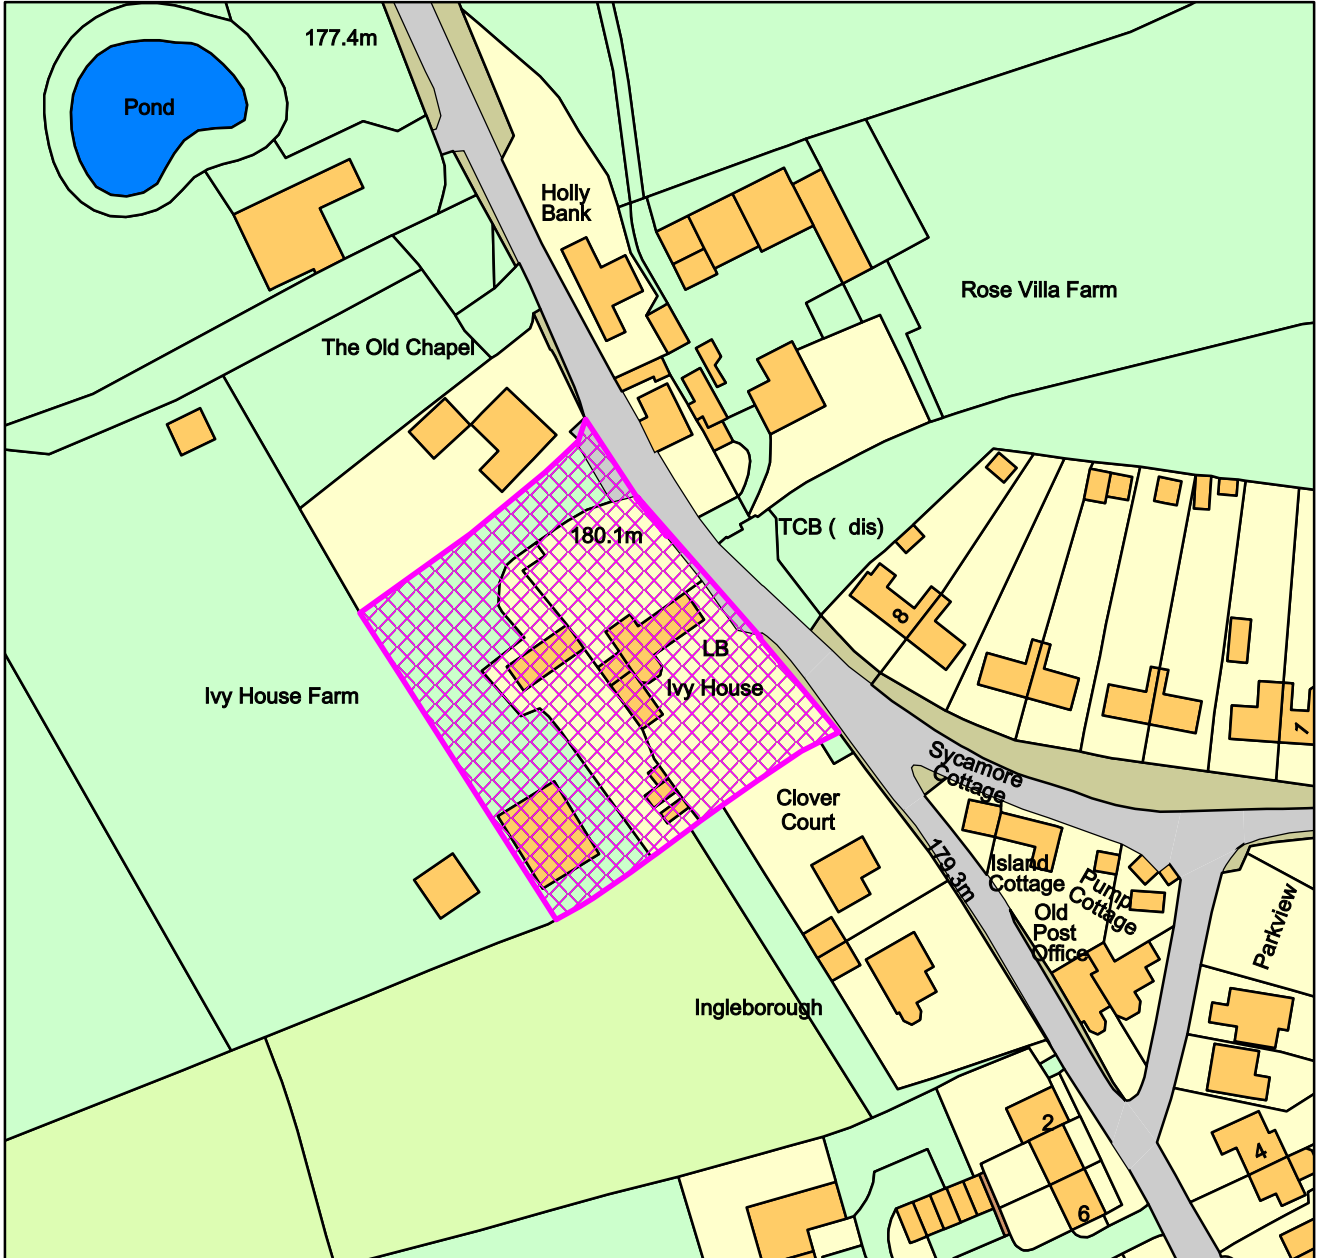 177.4m
Pond
Holly
Bank
Rose Villa Farm
The Old Chapel
TCB ( dis)
180.1m
8
LB
Ivy House
Ivy House Farm
1
Sycamore
Cottage
Clover
Court
179.3m
Island
Cottage
Pump
Cottage
Old
Post
Office
Parkview
Ingleborough
2
4
6